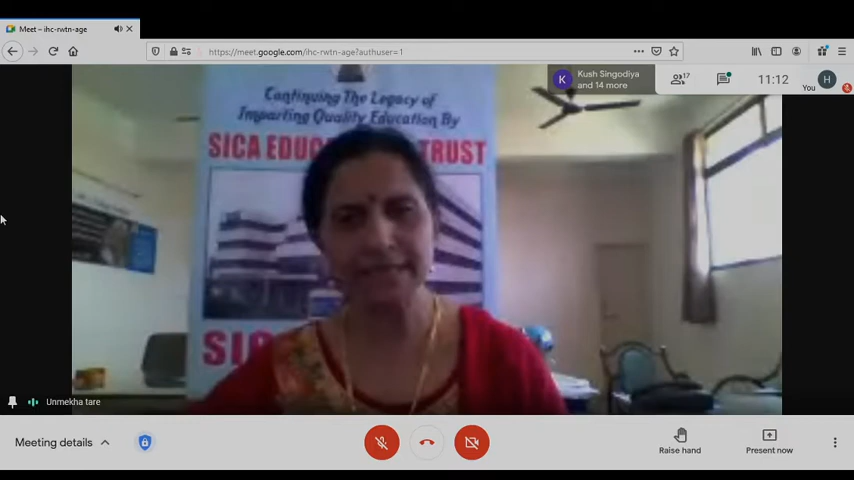 Meet – ihc-rwtn-age
https://meet.google.com/ihc-rwtn-age?authuser=1
Kush Singodiya
and 14 more
K
17
11:12
H
You
Continuing The Legacy of
Imparting Quality Education By
SICA EDUC TRUST
SIC
Unmekha tare
Meeting details
Raise hand
Present now